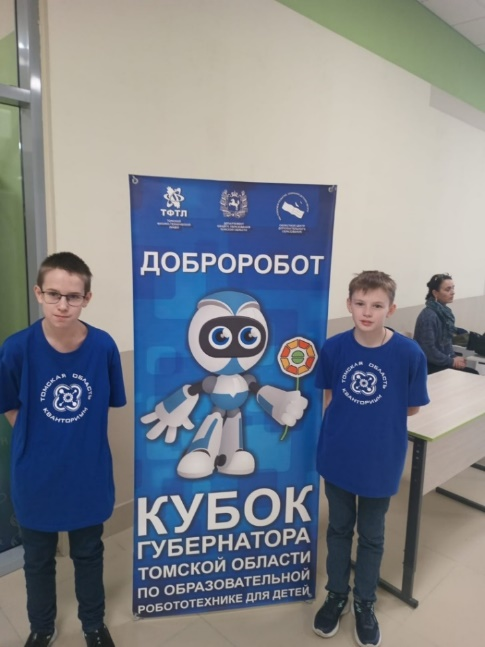 ТФТЛ
ДОБРОРОБОТ
КУБОК
ГУБЕРНАТОРА
ТОМСКОЙ ОБЛАСТИ
ПО ОБРАЗОВАТЕЛЬНОЙ
РОБОТОТЕХНИКЕ ДЛЯ ДЕТЕЙ
ТОМСКАЯ ОБЛАСТЬ
КВАНТОРИУМ
ТОМСКАЯ ОБЛАСТЬ
КВАНТОРИУМ